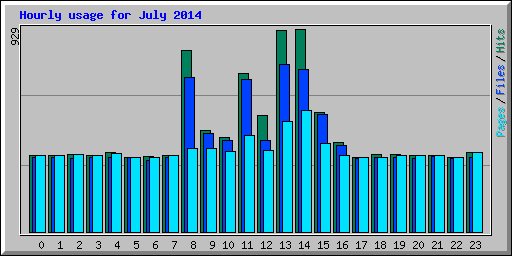 Hourly usage for July 2014
929
Pages / Files / Hits
0 1 2 3 4 5 6 7 8 9 10 11 12 13 14 15 16 17 18 19 20 21 22 23